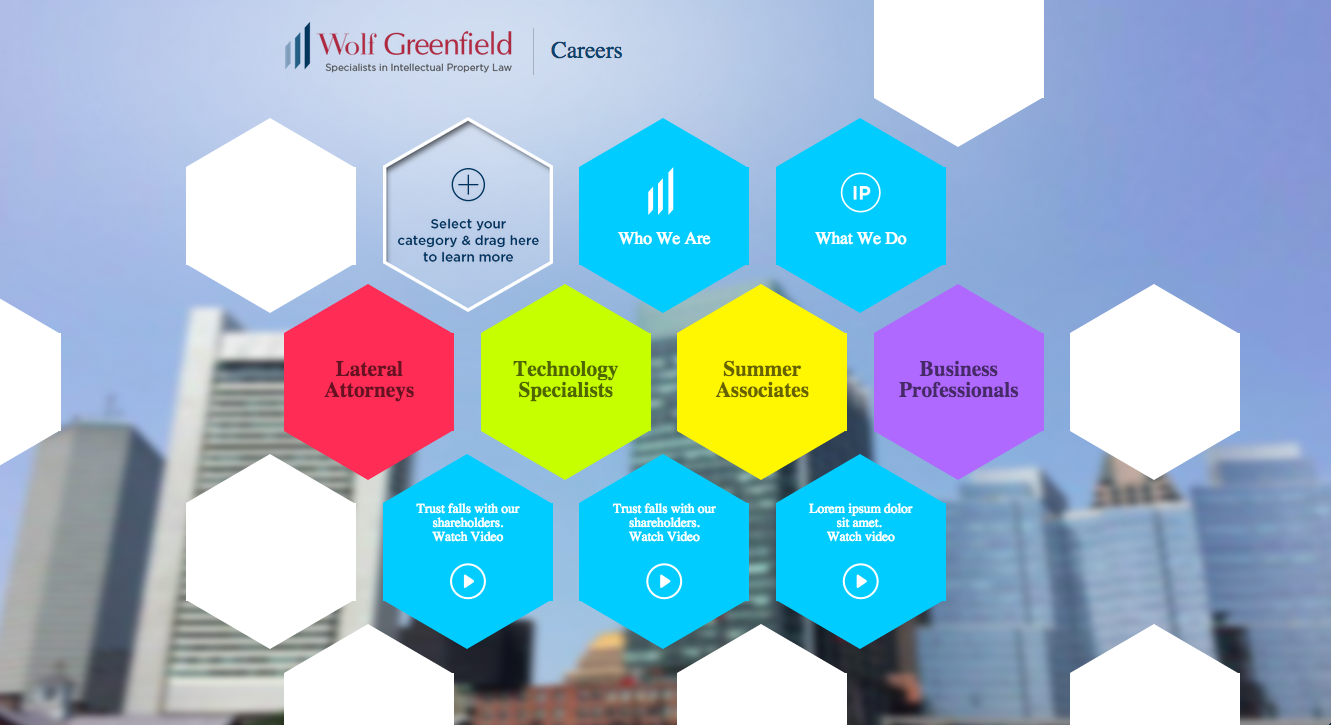 Wolf Greenfield
Specialists in Intellectual Property Law
Careers
Select your
category & drag here
to learn more
Who We Are
IP
What We Do
Lateral
Attorneys
Technology
Specialists
Summer
Associates
Business
Professionals
Trust falls with our
shareholders.
Watch Video
Trust falls with our
shareholders.
Watch Video
Lorem ipsum dolor
sit amet.
Watch video